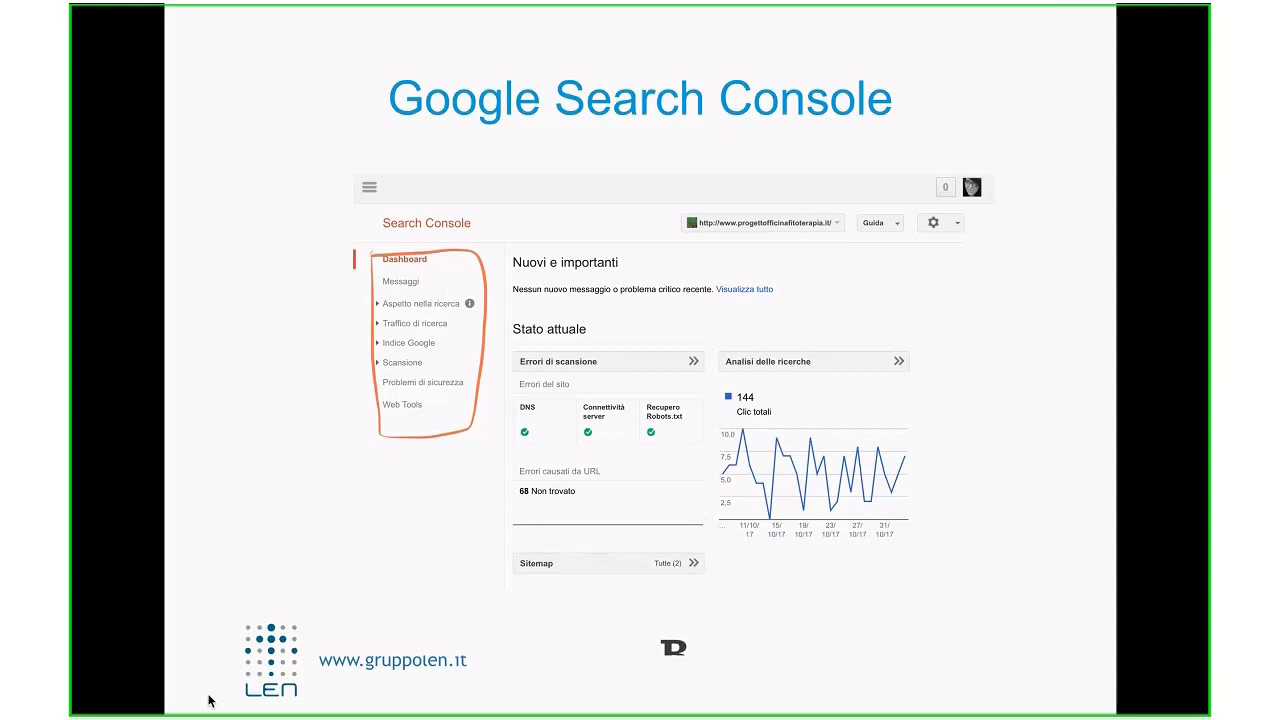 Google Search Console
0
Search Console
http://www.progettofficinafitoterapia.it/
Guida
Dashboard
Messaggi
Aspetto nella ricerca
Traffico di ricerca
Indice Google
Scansione
Problemi di sicurezza
Web Tools
Nuovi e importanti
Nessun nuovo messaggio o problema critico recente. Visualizza tutto
Stato attuale
Errori di scansione
Errori del sito
DNS
Connettività
server
Recupero
Robots.txt
Errori causati da URL
68 Non trovato
Sitemap
Tutte (2)
Analisi delle ricerche
144
Clic totali
10,0
7,5
5,0
2,5
...
11/10/
17
15/
10/17
19/
10/17
23/
10/17
27/
10/17
31/
10/17
LEN
www.gruppolen.it
R